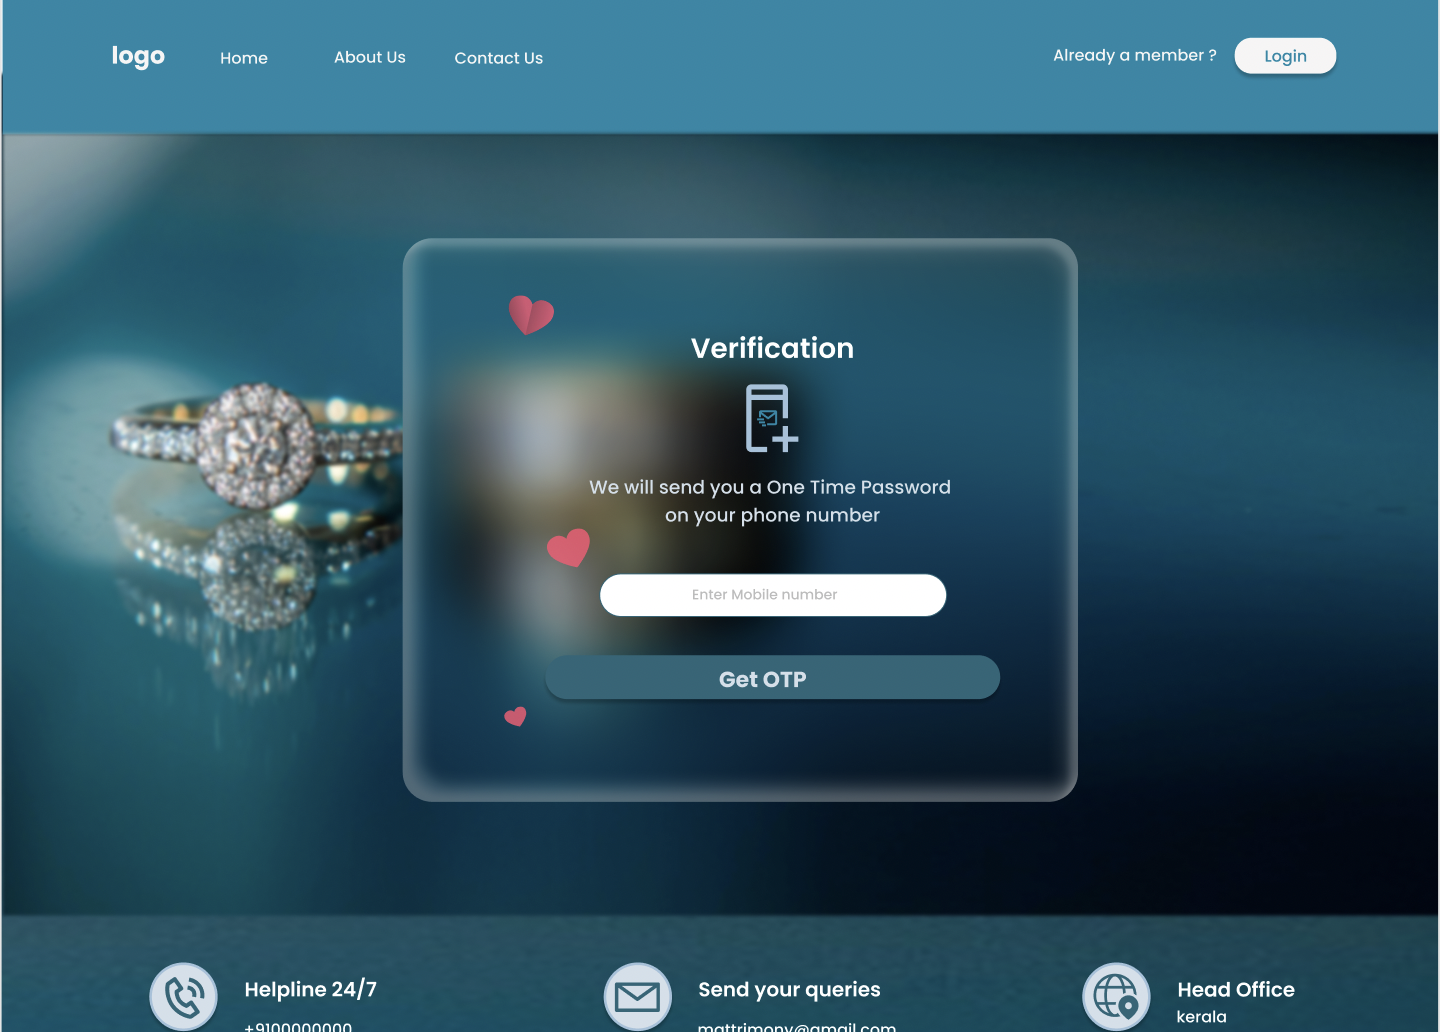 logo
Home
About Us
Contact Us
Already a member ?
Login
Verification
We will send you a One Time Password
on your phone number
Enter Mobile number
Get OTP
Helpline 24/7
+9100000000
Send your queries
mattrimony@gmail.com
Head Office
kerala